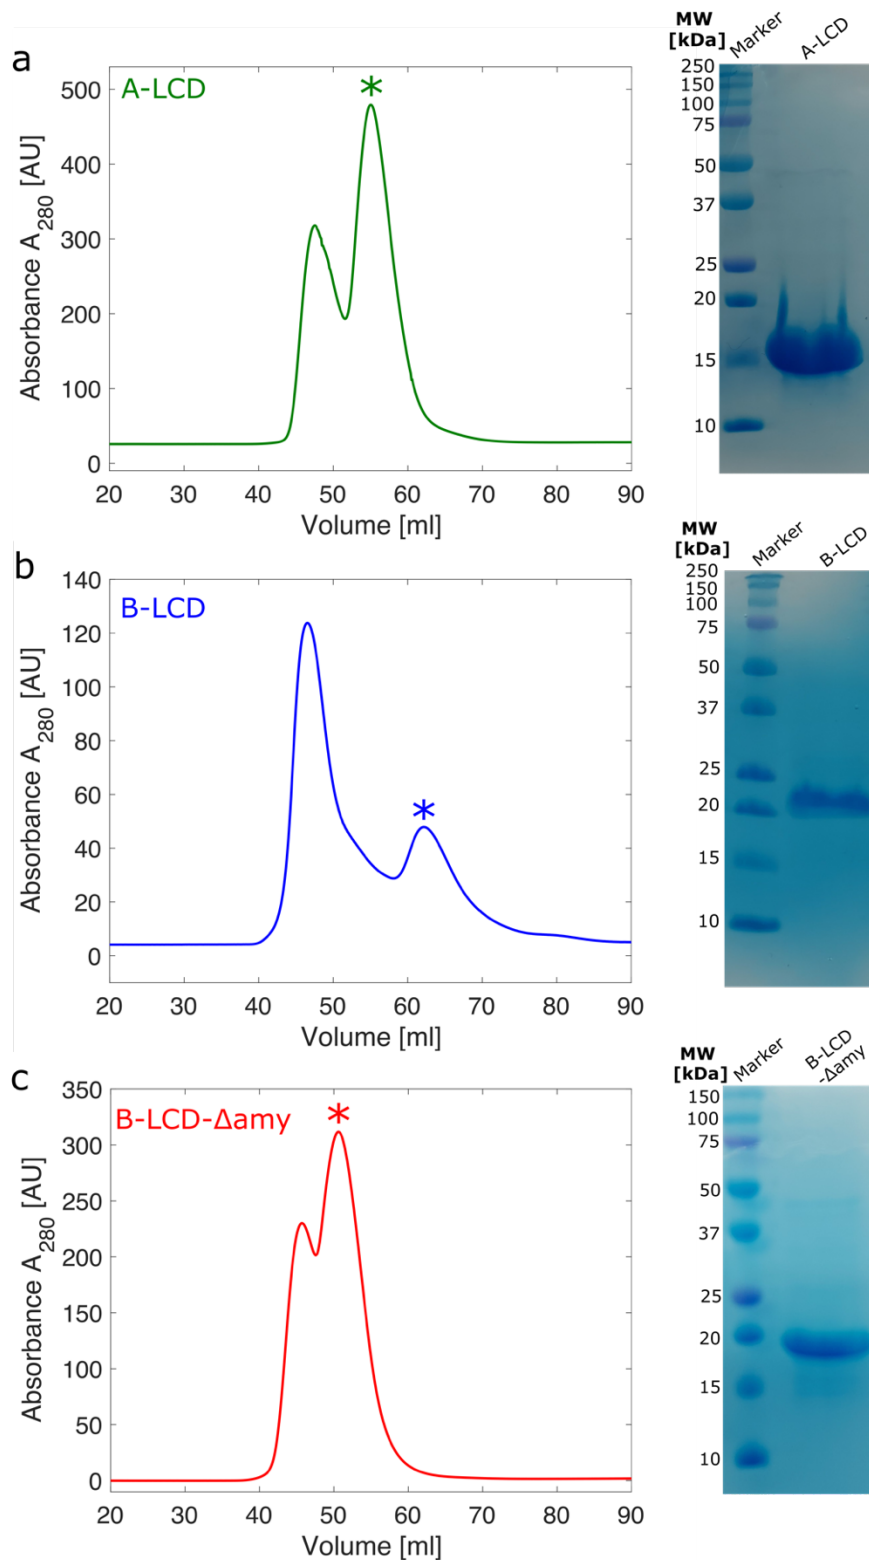 a
A-LCD
*
Absorbance A280 [AU]
500
400
300
200
100
0
20 30 40 50 60 70 80 90
Volume [ml]
MW
[kDa]
Marker
A-LCD
250
150
100
75
50
37
25
20
15
10
b
B-LCD
*
Absorbance A280 [AU]
140
120
100
80
60
40
20
0
20 30 40 50 60 70 80 90
Volume [ml]
MW
[kDa]
Marker
B-LCD
250
150
100
75
50
37
25
20
15
10
c
B-LCD-Δamy
*
Absorbance A280 [AU]
350
300
250
200
150
100
50
0
20 30 40 50 60 70 80 90
Volume [ml]
MW
[kDa]
Marker
B-LCD
-Δamy
150
100
75
50
37
25
20
15
10